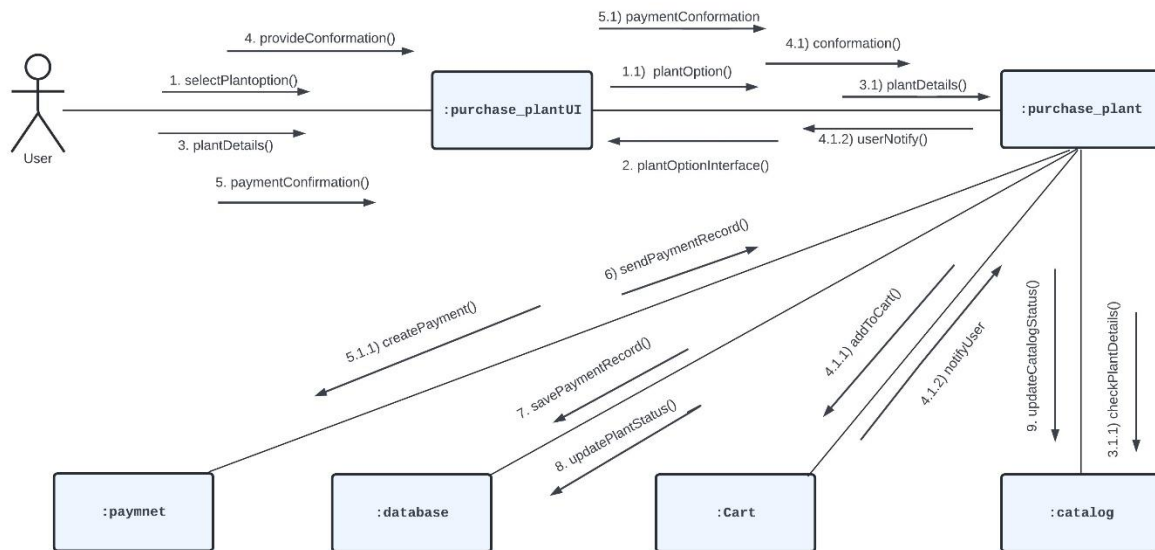 5.1) paymentConformation
4. provideConformation()
4.1) conformation()
1. selectPlantoption()
1.1) plantOption()
3.1) plantDetails()
:purchase_plantUI
:purchase_plant
User
3. plantDetails()
4.1.2) userNotify()
2. plantOptionInterface()
5. paymentConfirmation()
6) sendPaymentRecord()
5.1.1) createPayment()
7. savePaymentRecord()
8. updatePlantStatus()
4.1.1) addToCart()
4.1.2) notifyUser
9. updateCatalogStatus()
3.1.1) checkPlantDetails()
:paymnet
:database
:Cart
:catalog